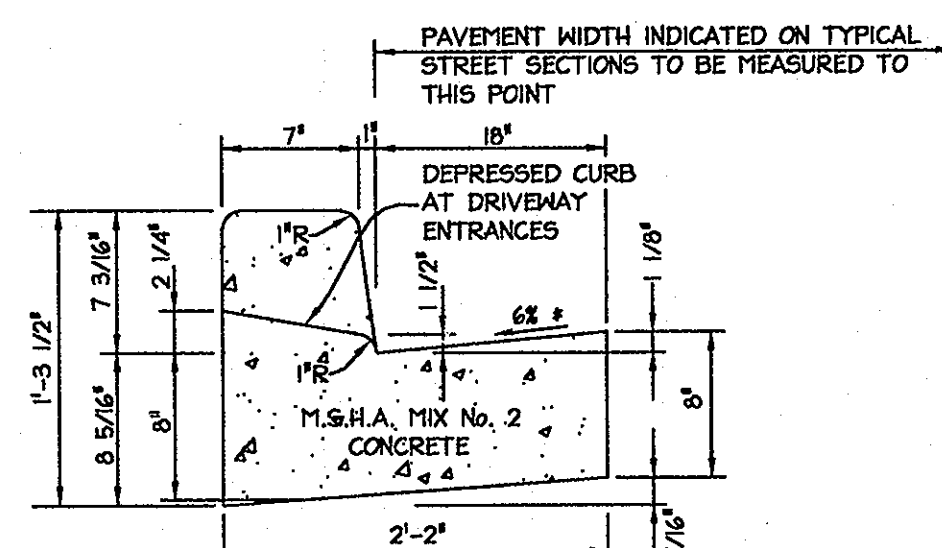 PAVEMENT WIDTH INDICATED ON TYPICAL
STREET SECTIONS TO BE MEASURED TO
THIS POINT
7"
1"
18"
DEPRESSED CURB
AT DRIVEWAY
ENTRANCES
1"R
1'-3 1/2"
7 3/16"
2 1/4"
1 1/2"
6% *
1 1/8"
1"R
8 5/16"
8"
8"
M.S.H.A. MIX No. 2
CONCRETE
2'-2"